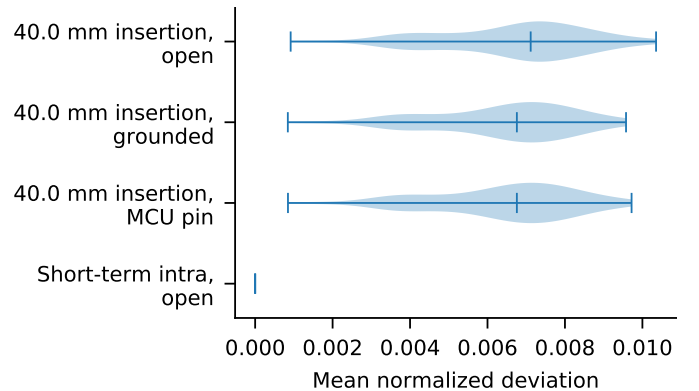 40.0 mm insertion,
open
40.0 mm insertion,
grounded
40.0 mm insertion,
MCU pin
Short-term intra,
open
0.000 0.002 0.004 0.006 0.008 0.010
Mean normalized deviation